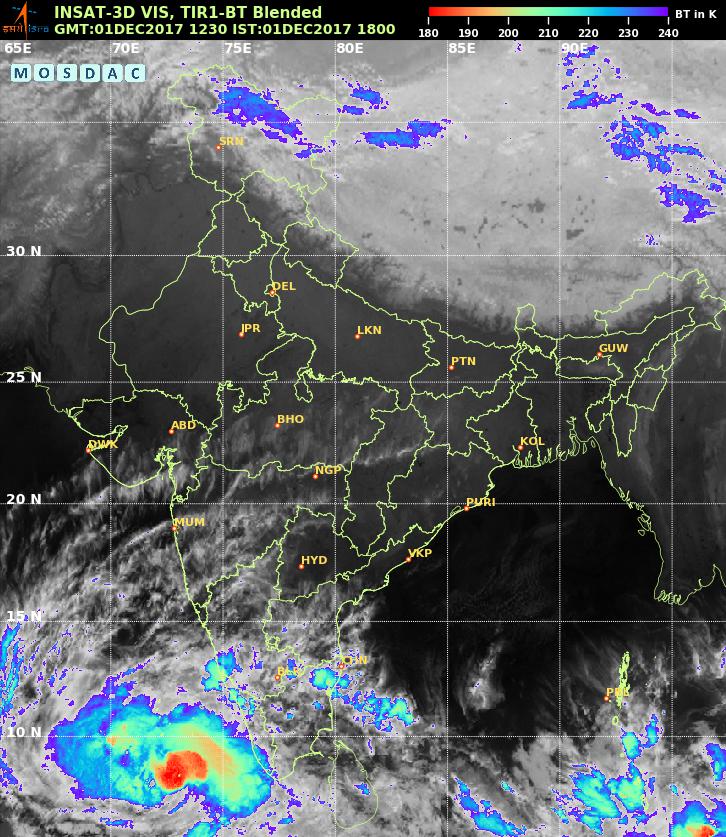 INSAT-3D VIS, TIR1-BT Blended
GMT:01DEC2017 1230 IST:01DEC2017 1800
BT in K
180 190 200 210 220 230 240
65E 70E 75E 80E 85E 90E
MOSDAC
SRN
30 N
DEL
JPR
LKN
GUW
PTN
25 N
ABD
BHO
DWK
KOL
NGP
20 N
PURI
MUM
VKP
HYD
15 N
10 N